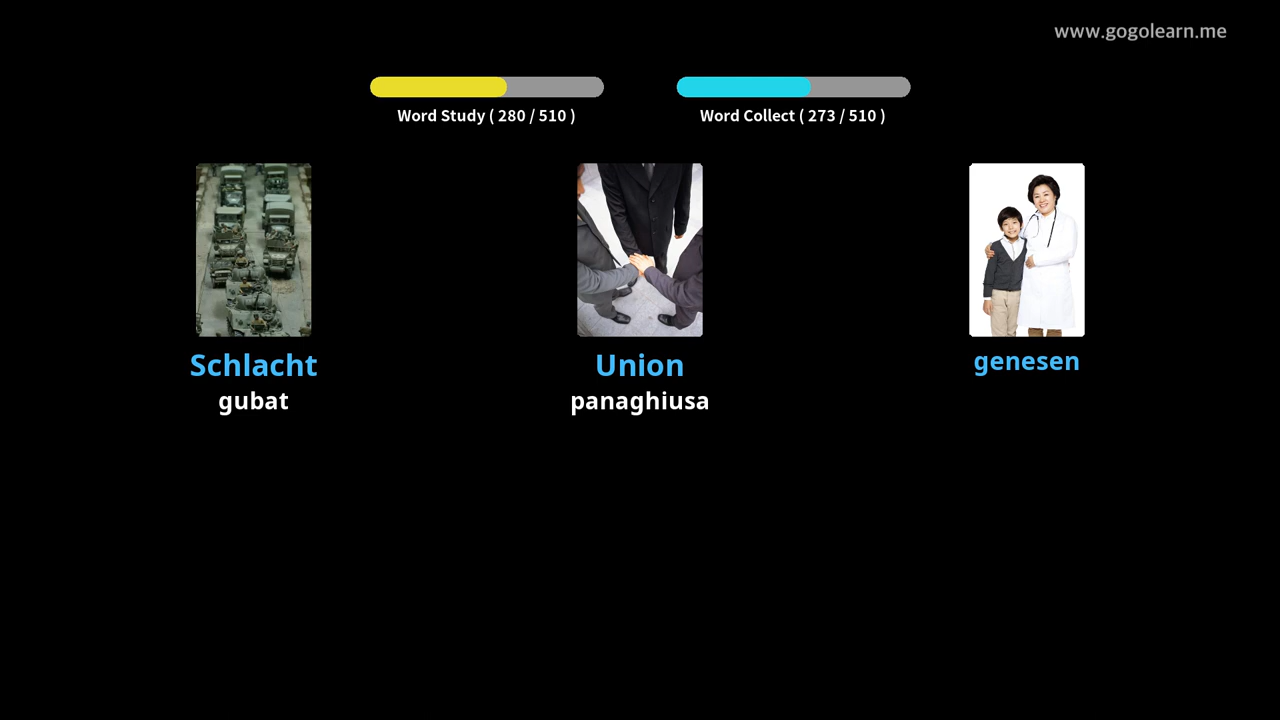 www.gogolearn.me
Word Study ( 280 / 510 )
Word Collect ( 273 / 510 )
Schlacht
gubat
Union
panaghiusa
genesen